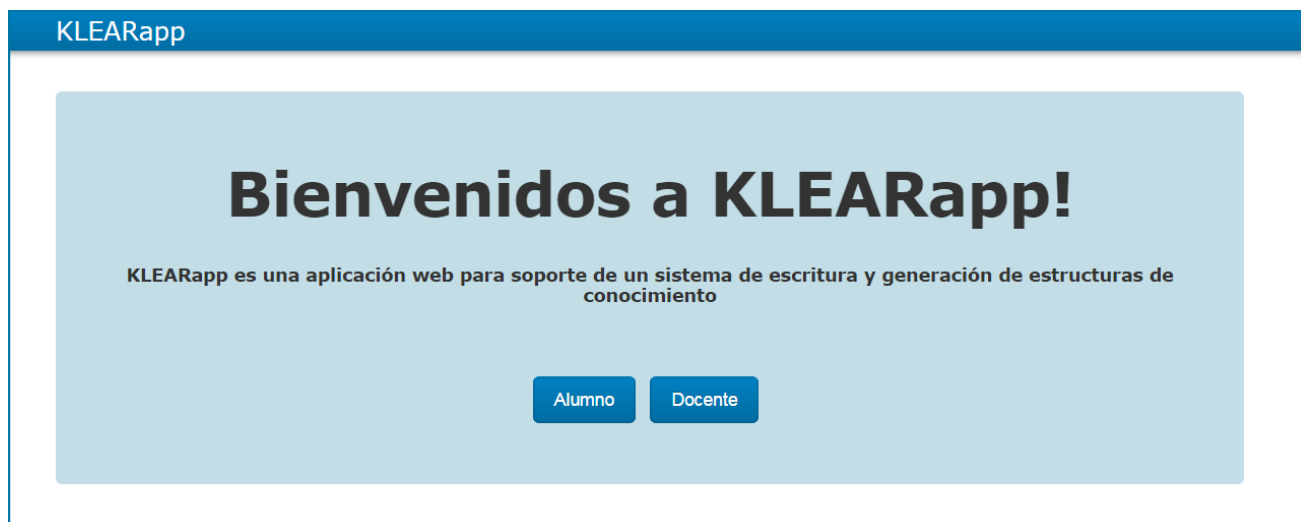 KLEARapp
Bienvenidos a KLEARapp!
KLEARapp es una aplicación web para soporte de un sistema de escritura y generación de estructuras de
conocimiento
Alumno Docente